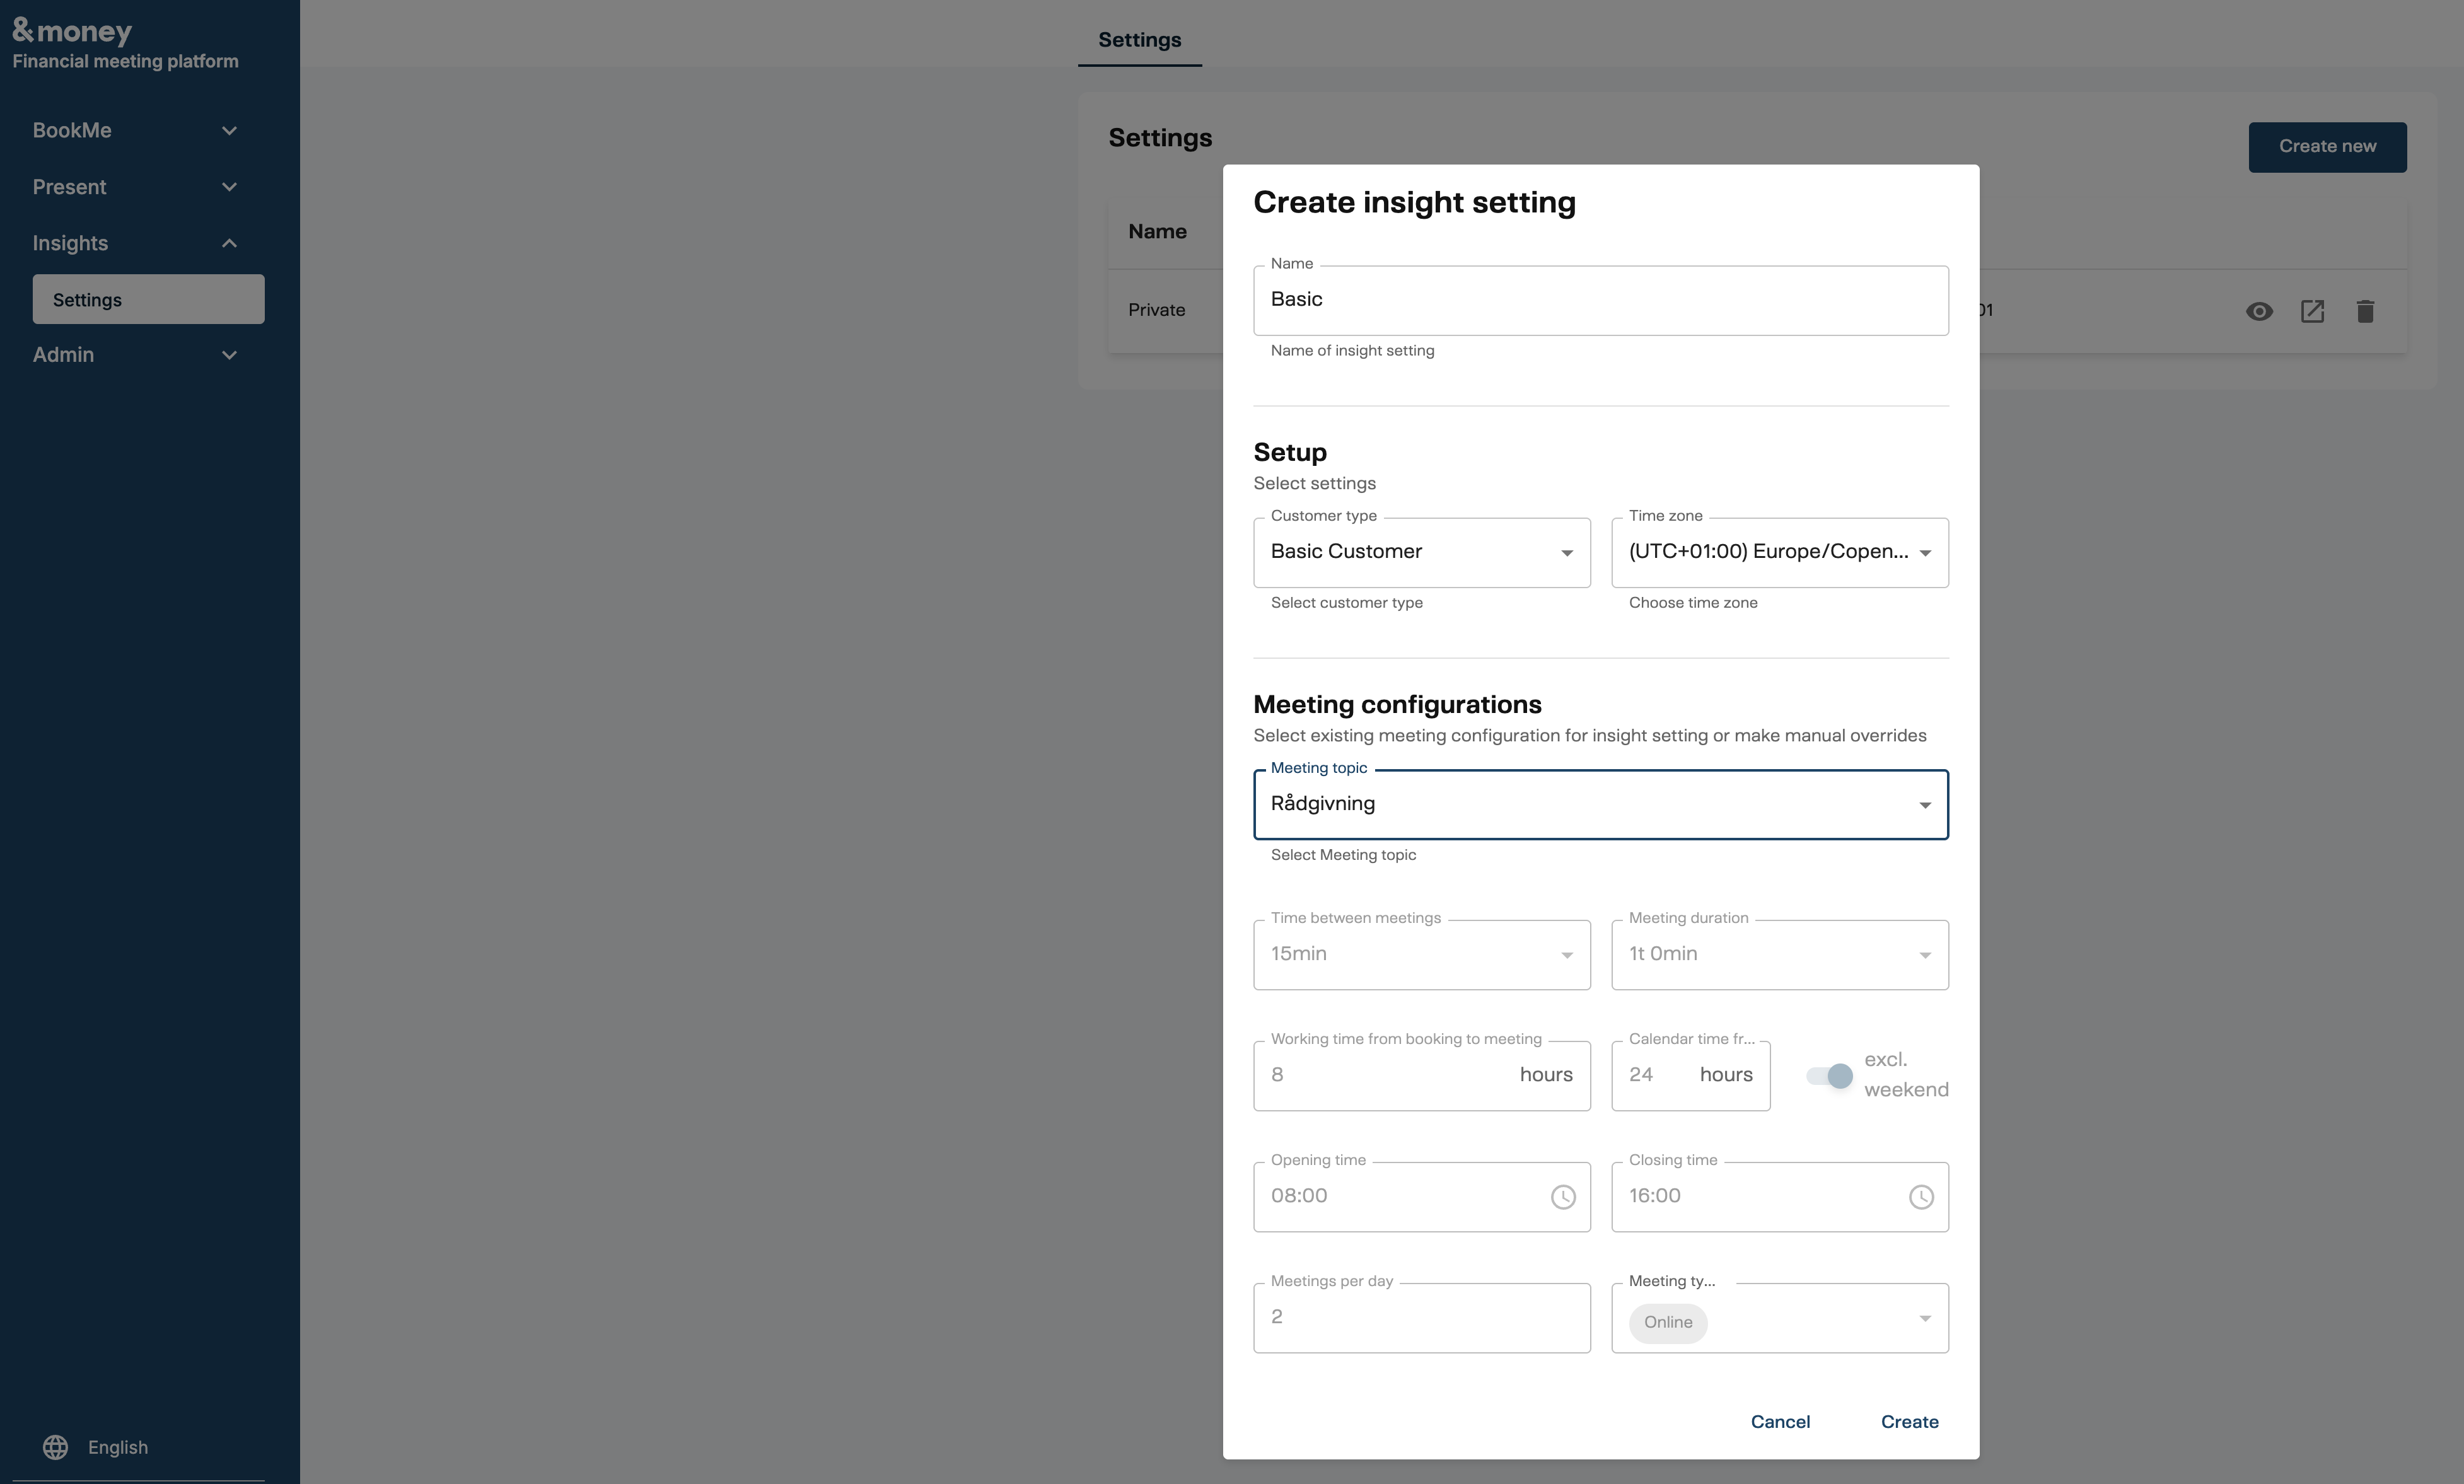 &money
Financial meeting platform
BookMe
Present
Insights
Settings
Admin
English
Settings
Settings
Create new
Name
Private
01
Create insight setting
Name
Basic
Name of insight setting
Setup
Select settings
Customer type
Basic Customer
Select customer type
Time zone
(UTC+01:00) Europe/Copen...
Choose time zone
Meeting configurations
Select existing meeting configuration for insight setting or make manual overrides
Meeting topic
Rådgivning
Select Meeting topic
Time between meetings
15min
Meeting duration
1t 0min
Working time from booking to meeting
8 hours
Calendar time fr...
24 hours
excl.
weekend
Opening time
08:00
Closing time
16:00
Meetings per day
2
Meeting ty...
Online
Cancel
Create